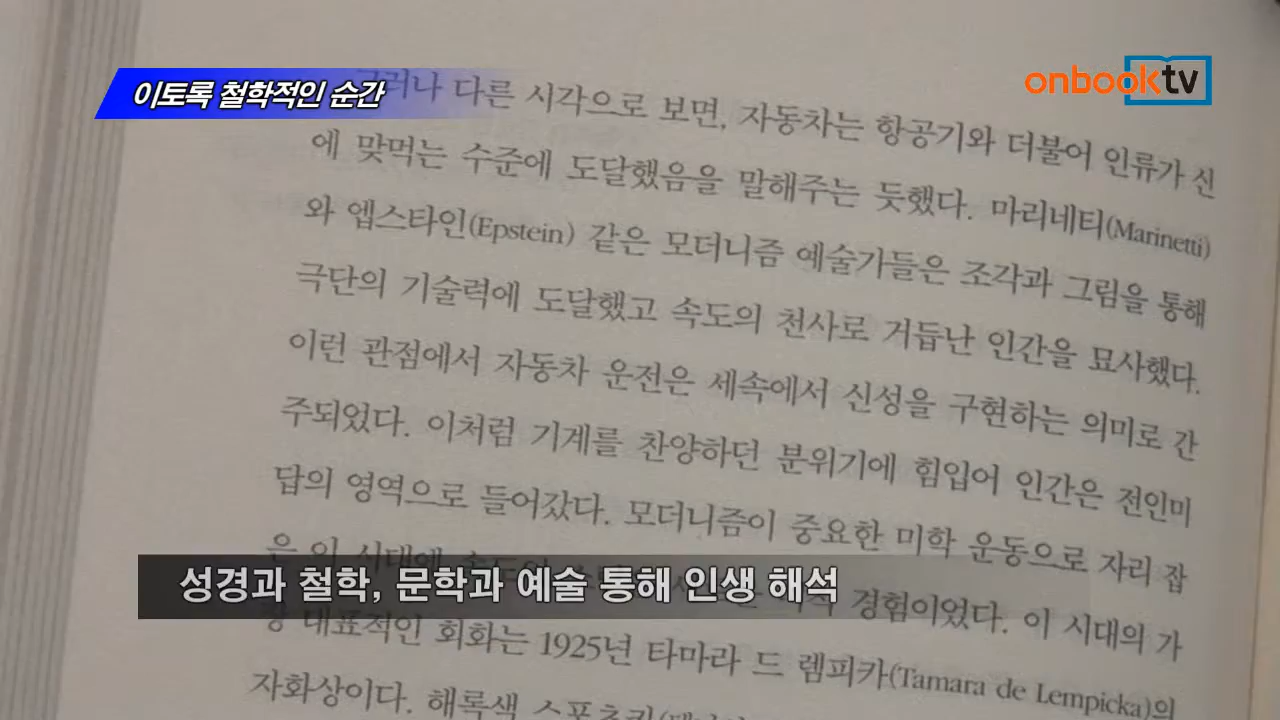 이토록 철학적인 순간
onbooktv
그러나 다른 시각으로 보면, 자동차는 항공기와 더불어 인류가 신
에 맞먹는 수준에 도달했음을 말해주는 듯했다. 마리네티(Marinetti)
와 앱스타인(Epstein) 같은 모더니즘 예술가들은 조각과 그림을 통해
극단의 기술력에 도달했고 속도의 천사로 거듭난 인간을 묘사했다.
이런 관점에서 자동차 운전은 세속에서 신성을 구현하는 의미로 간
주되었다. 이처럼 기계를 찬양하던 분위기에 힘입어 인간은 전인미
답의 영역으로 들어갔다. 모더니즘이 중요한 미학 운동으로 자리 잡
은 이 시대에 경험이었다. 이 시대의 가
성경과 철학, 문학과 예술 통해 인생 해석
장 대표적인 회화는 1925년 타마라 드 렘피카(Tamara de Lempicka)의
자화상이다. 해록색 스포츠카